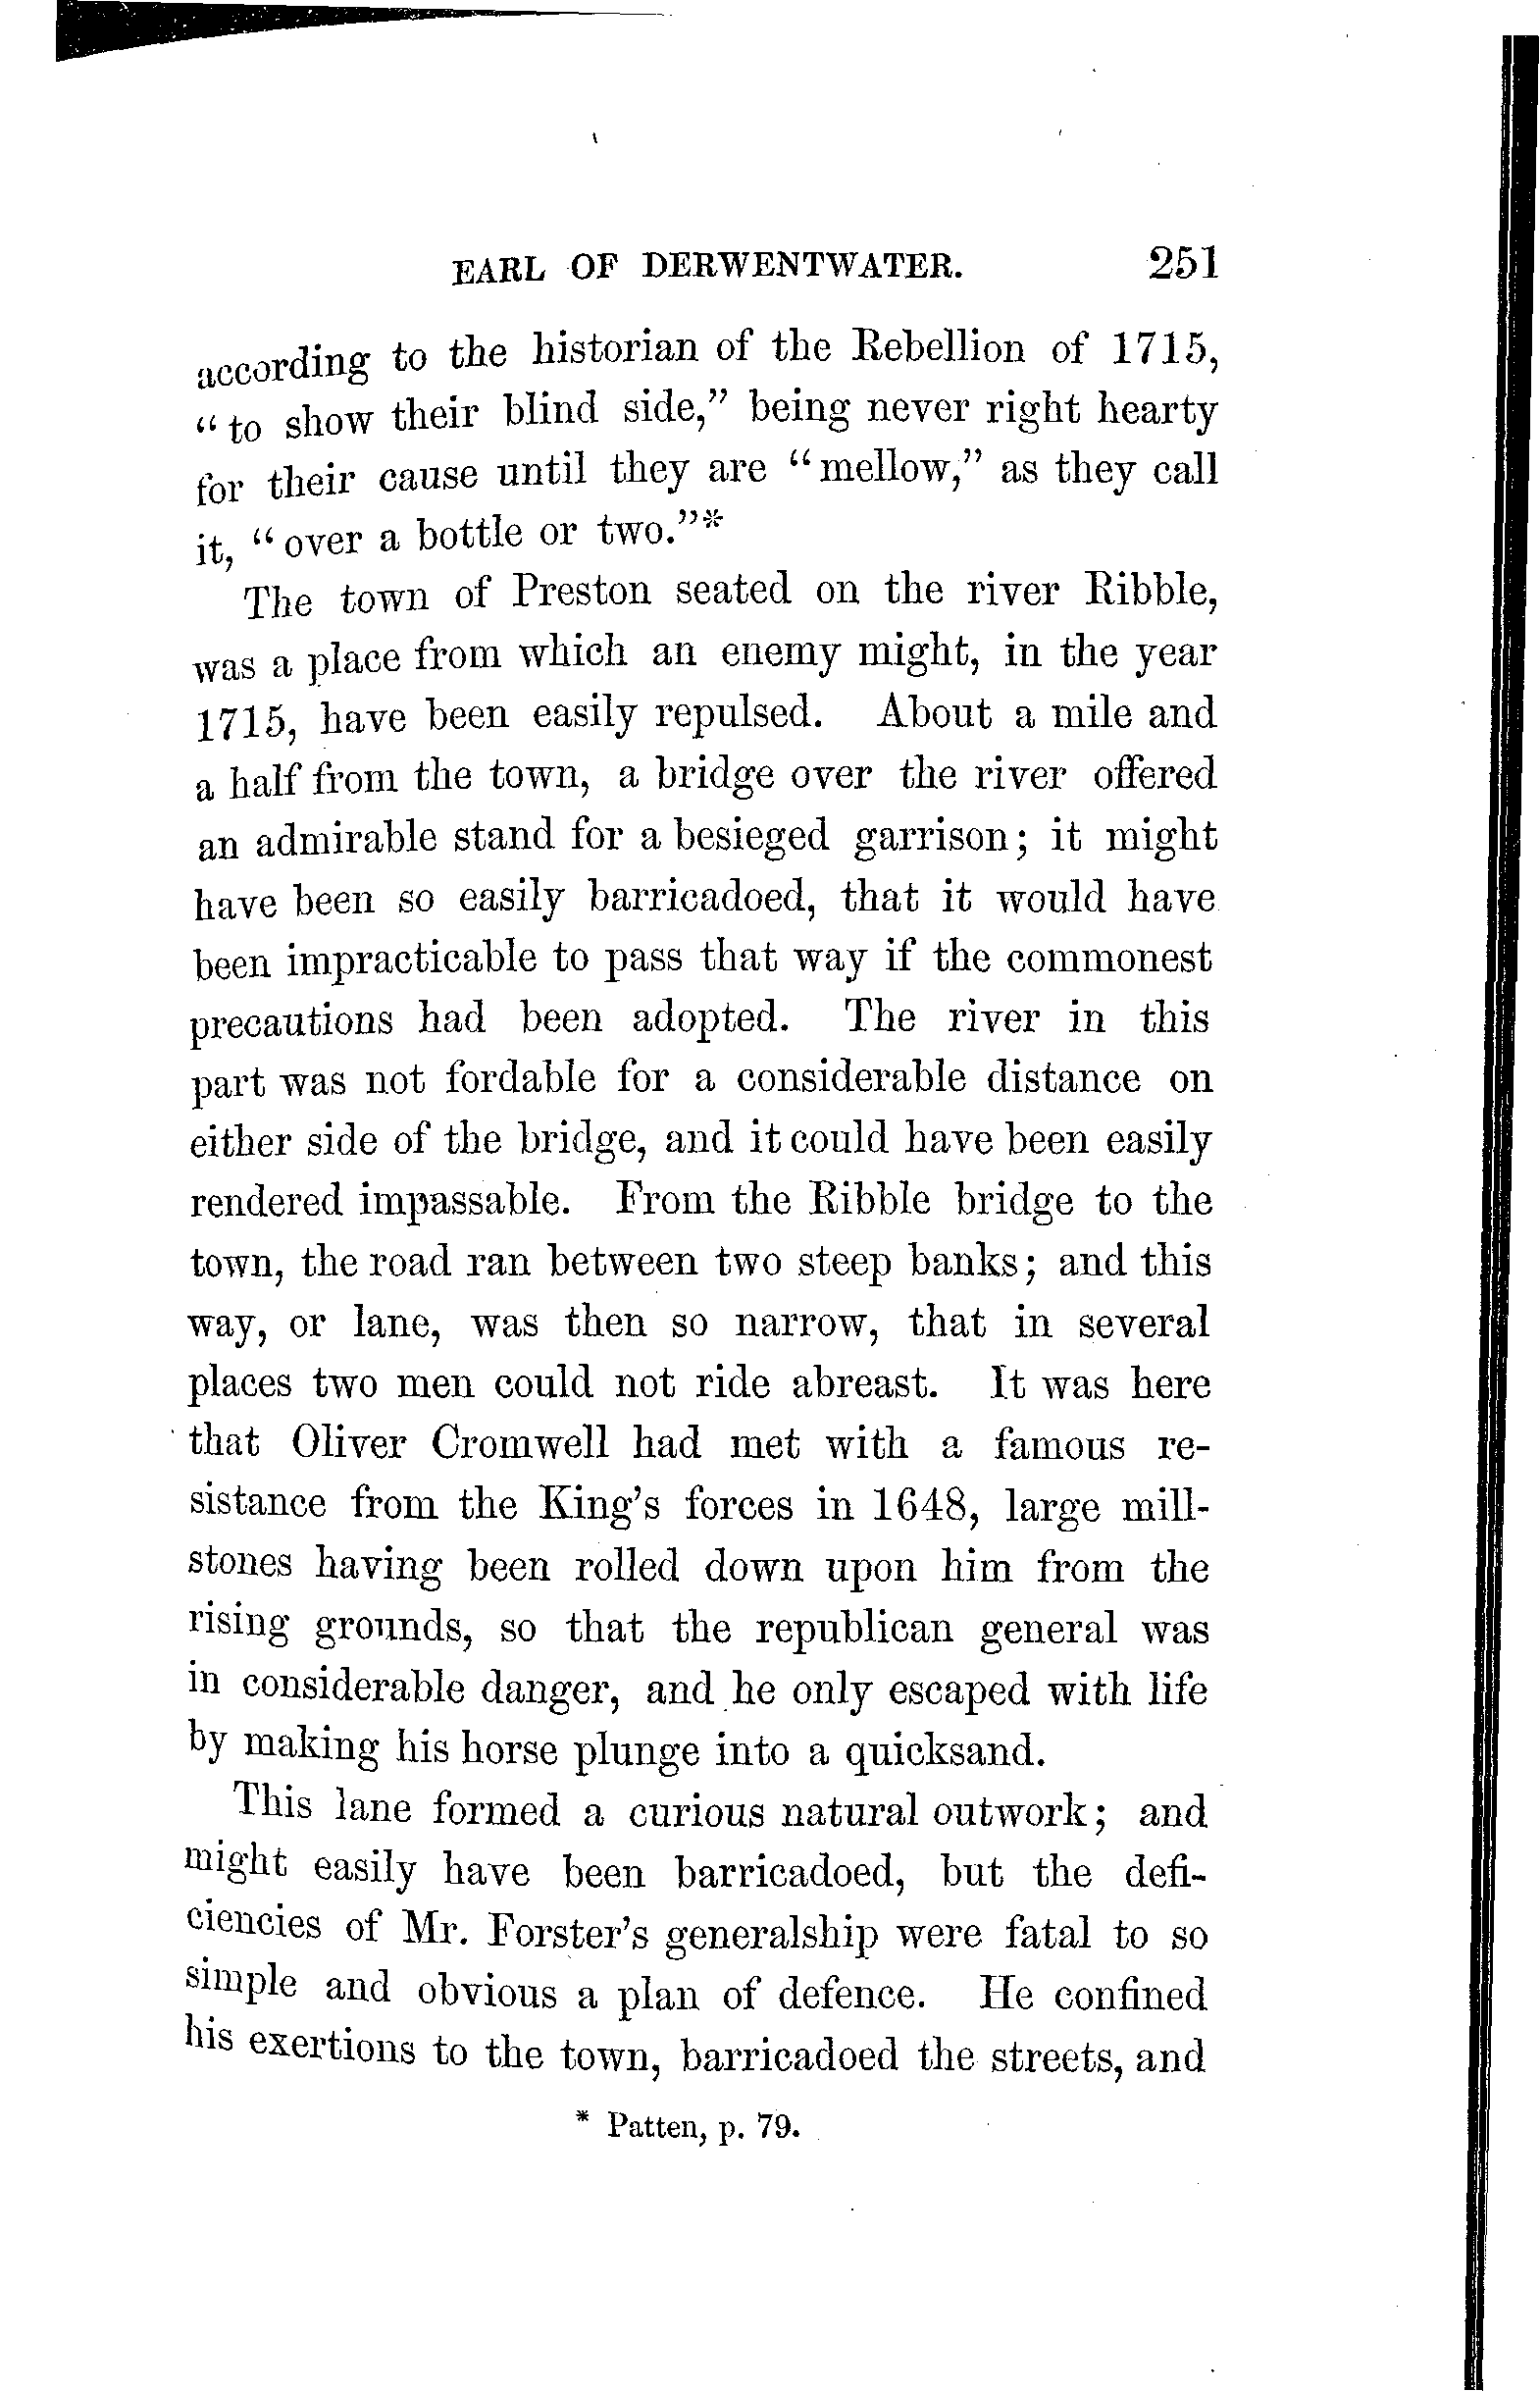 EARL OF DERWENTWATER. 251
according to the historian of the Rebellion of 1715,
“to show their blind side,” being never right hearty
for their cause until they are “mellow,” as they call
it, “over a bottle or two.”*
The town of Preston seated on the river Ribble,
was a place from which an enemy might, in the year
1715, have been easily repulsed. About a mile and
a half from the town, a bridge over the river offered
an admirable stand for a besieged garrison; it might
have been so easily barricadoed, that it would have
been impracticable to pass that way if the commonest
precautions had been adopted. The river in this
part was not fordable for a considerable distance on
either side of the bridge, and it could have been easily
rendered impassable. From the Ribble bridge to the
town, the road ran between two steep banks; and this
way, or lane, was then so narrow, that in several
places two men could not ride abreast. It was here
that Oliver Cromwell had met with a famous re-
sistance from the King’s forces in 1648, large mill-
stones having been rolled down upon him from the
rising grounds, so that the republican general was
in considerable danger, and he only escaped with life
by making his horse plunge into a quicksand.
This lane formed a curious natural outwork; and
might easily have been barricadoed, but the defi-
ciencies of Mr. Forster’s generalship were fatal to so
simple and obvious a plan of defence. He confined
his exertions to the town, barricadoed the streets, and
* Patten, p. 79.